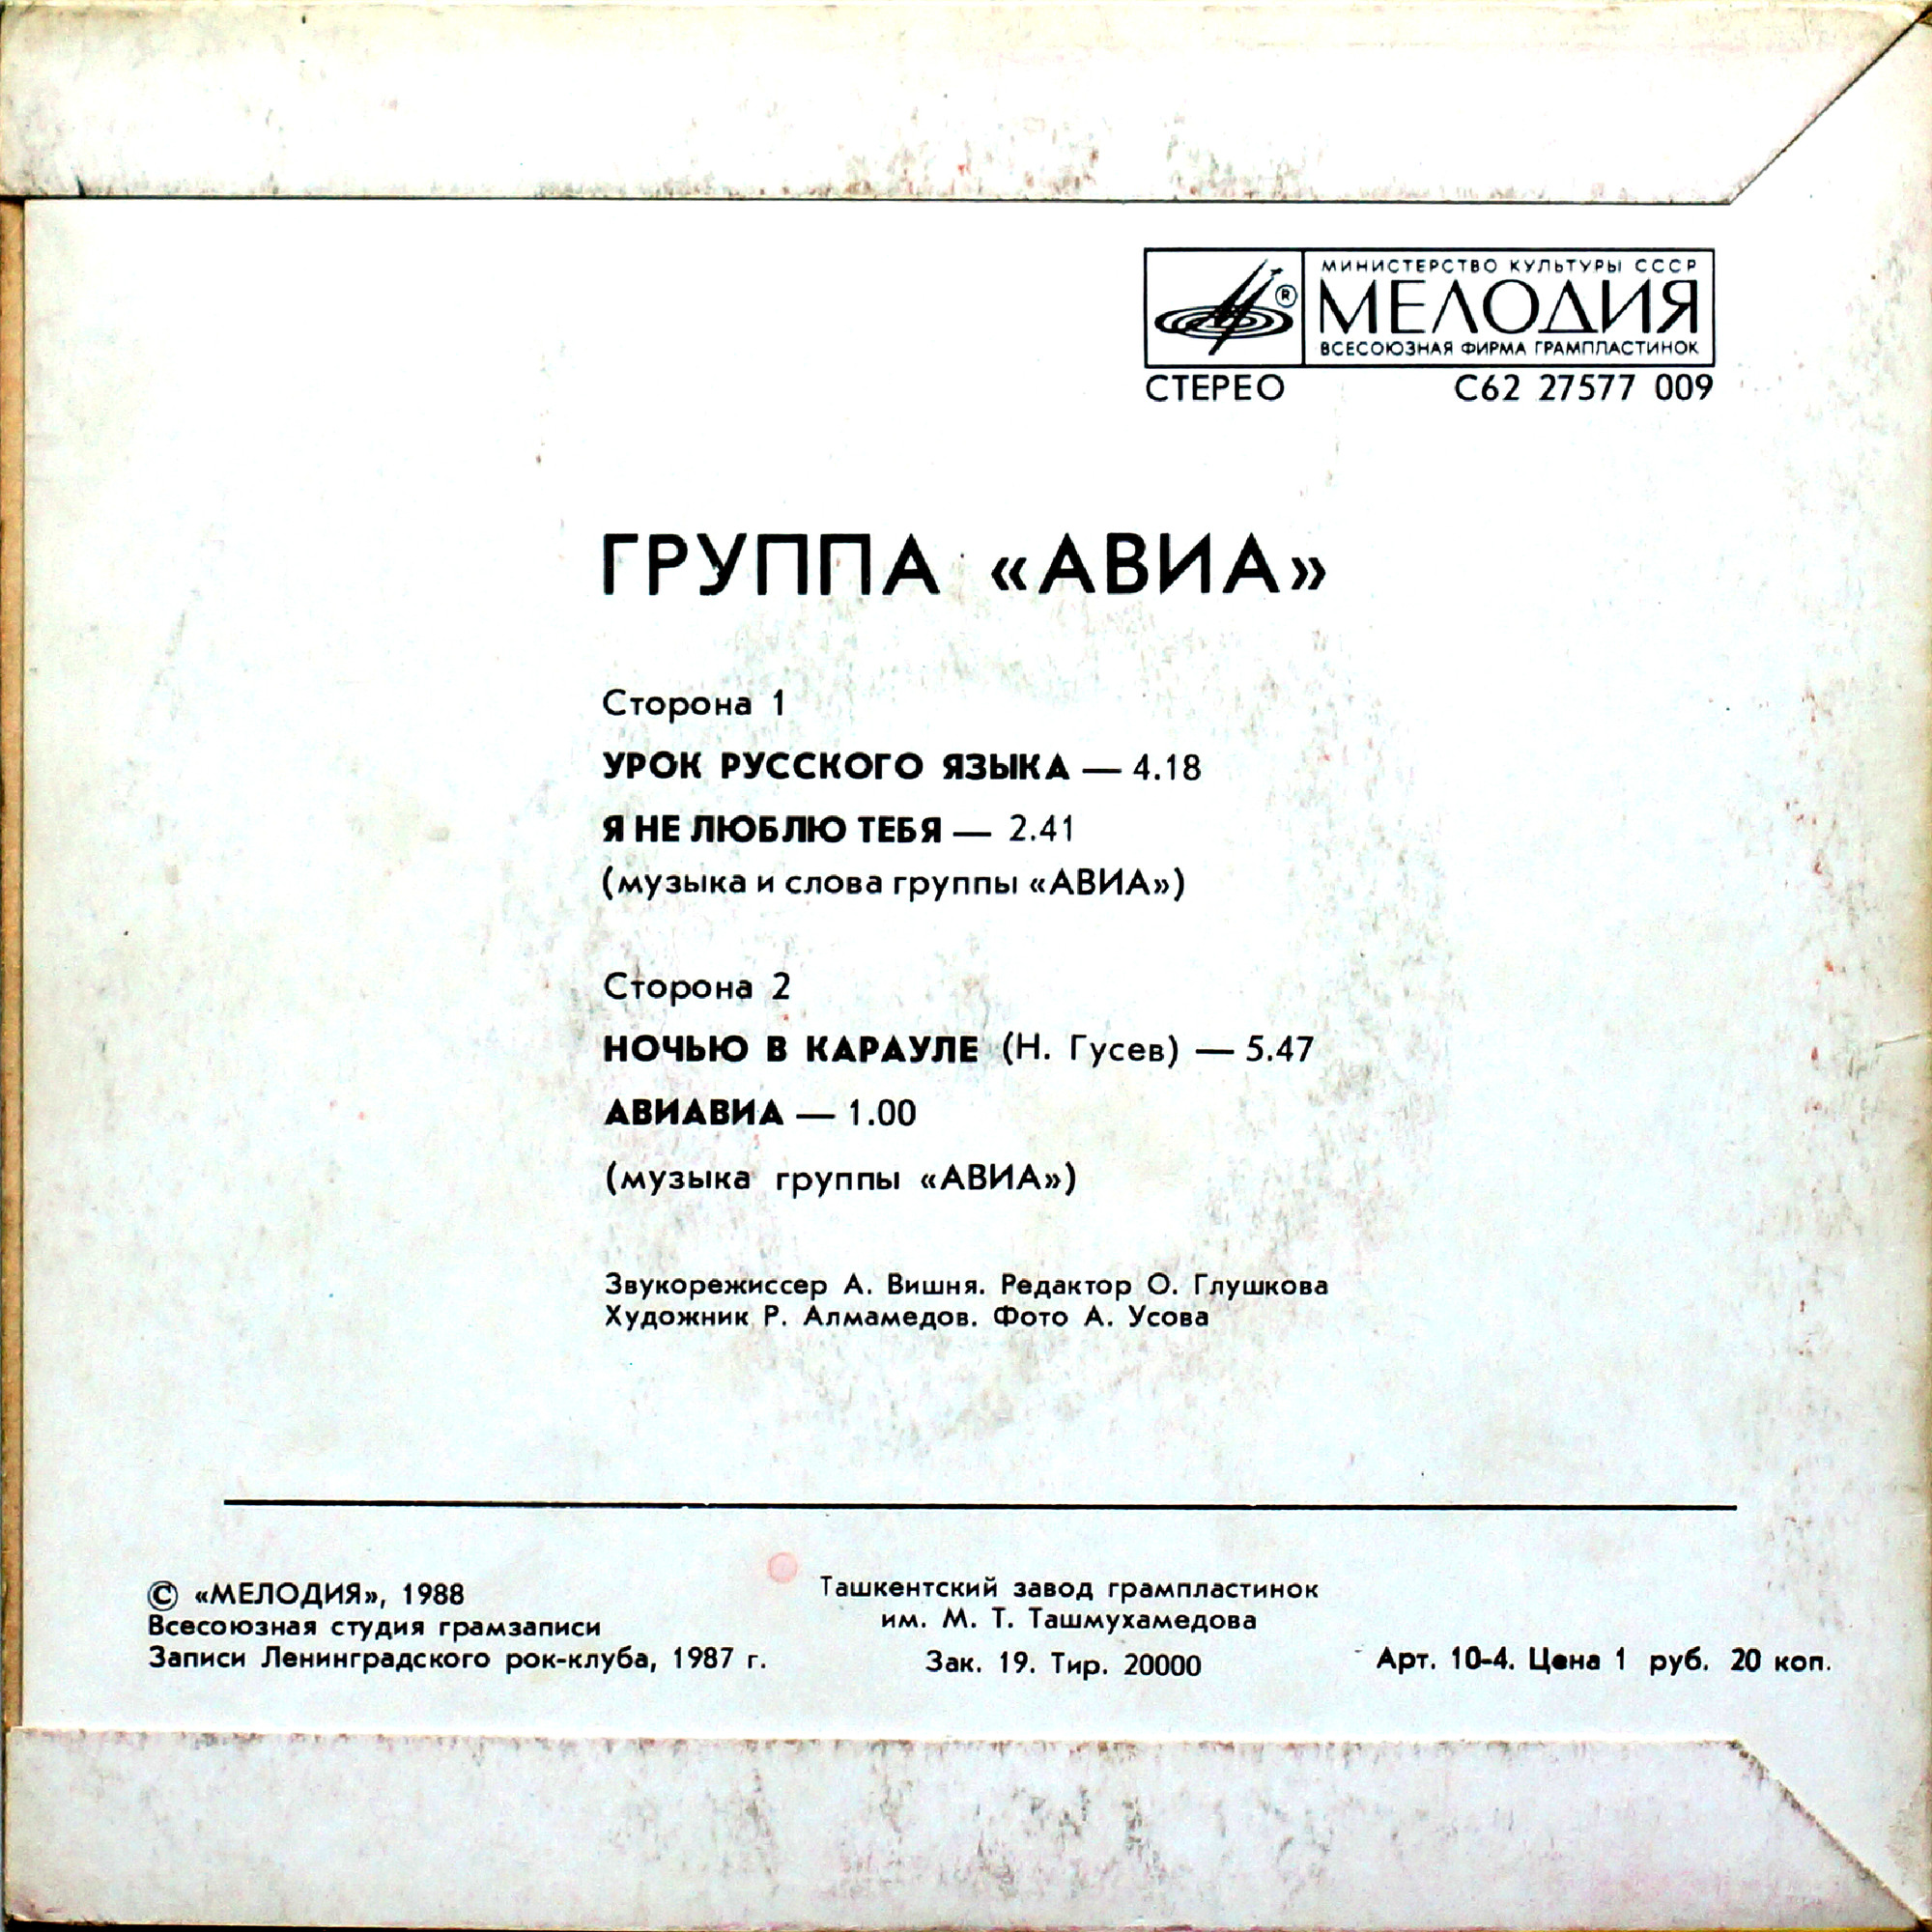 МИНИСТЕРСТВО КУЛЬТУРЫ СССР
МЕЛОДИЯ
®
ВСЕСОЮЗНАЯ ФИРМА ГРАМПЛАСТИНОК
СТЕРЕО С62 27577 009
ГРУППА «АВИА»
Сторона 1
УРОК РУССКОГО ЯЗЫКА — 4.18
Я НЕ ЛЮБЛЮ ТЕБЯ — 2.41
(музыка и слова группы «АВИА»)
Сторона 2
НОЧЬЮ В КАРАУЛЕ (Н. Гусев) — 5.47
АВИАВИА — 1.00
(музыка группы «АВИА»)
Звукорежиссер А. Вишня. Редактор О. Глушкова
Художник Р. Алмамедов. Фото А. Усова
© «МЕЛОДИЯ», 1988
Всесоюзная студия грамзаписи
Записи Ленинградского рок-клуба, 1987 г.
Ташкентский завод грампластинок
им. М. Т. Ташмухамедова
Зак. 19. Тир. 20000
Арт. 10-4. Цена 1 руб. 20 коп.